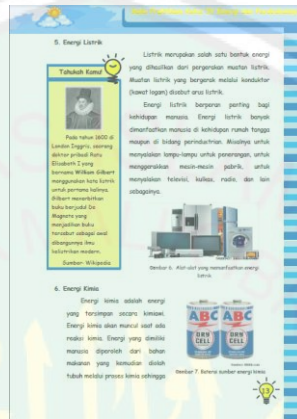 5. Energi Listrik
Listrik merupakan salah satu bentuk energi
yang dihasilkan dari pergerakan muatan listrik.
Muatan listrik yang bergerak melalui konduktor
(kawat logam) disebut arus listrik.
Energi listrik berperan penting bagi
kehidupan manusia. Energi listrik banyak
dimanfaatkan manusia di kehidupan rumah tangga
maupun di bidang perindustrian. Misalnya untuk
menyalakan lampu-lampu untuk penerangan, untuk
menggerakkan mesin-mesin pabrik, untuk
menyalakan televisi, kulkas, radio, dan lain
sebagainya.
Tahukah Kamu?
Pada tahun 1600 di
London Inggris, seorang
dokter pribadi Ratu
Elisabeth I yang
bernama William Gilbert
menggunakan kata listrik
untuk pertama kalinya.
Gilbert menerbitkan
buku berjudul De
Magnete yang
menjadikan buku
tersebut sebagai awal
dibangunnya ilmu
kelistrikan modern.
Sumber: Wikipedia
Gambar 6. Alat-alat yang memanfaatkan energi
listrik
6. Energi Kimia
Energi kimia adalah energi
yang tersimpan secara kimiawi.
Energi kimia akan muncul saat ada
reaksi kimia. Energi yang dimiliki
manusia diperoleh dari bahan
makanan yang kemudian diolah
tubuh melalui proses kimia sehingga
ABC
ABC
Gambar 7. Baterai sumber energi kimia
13